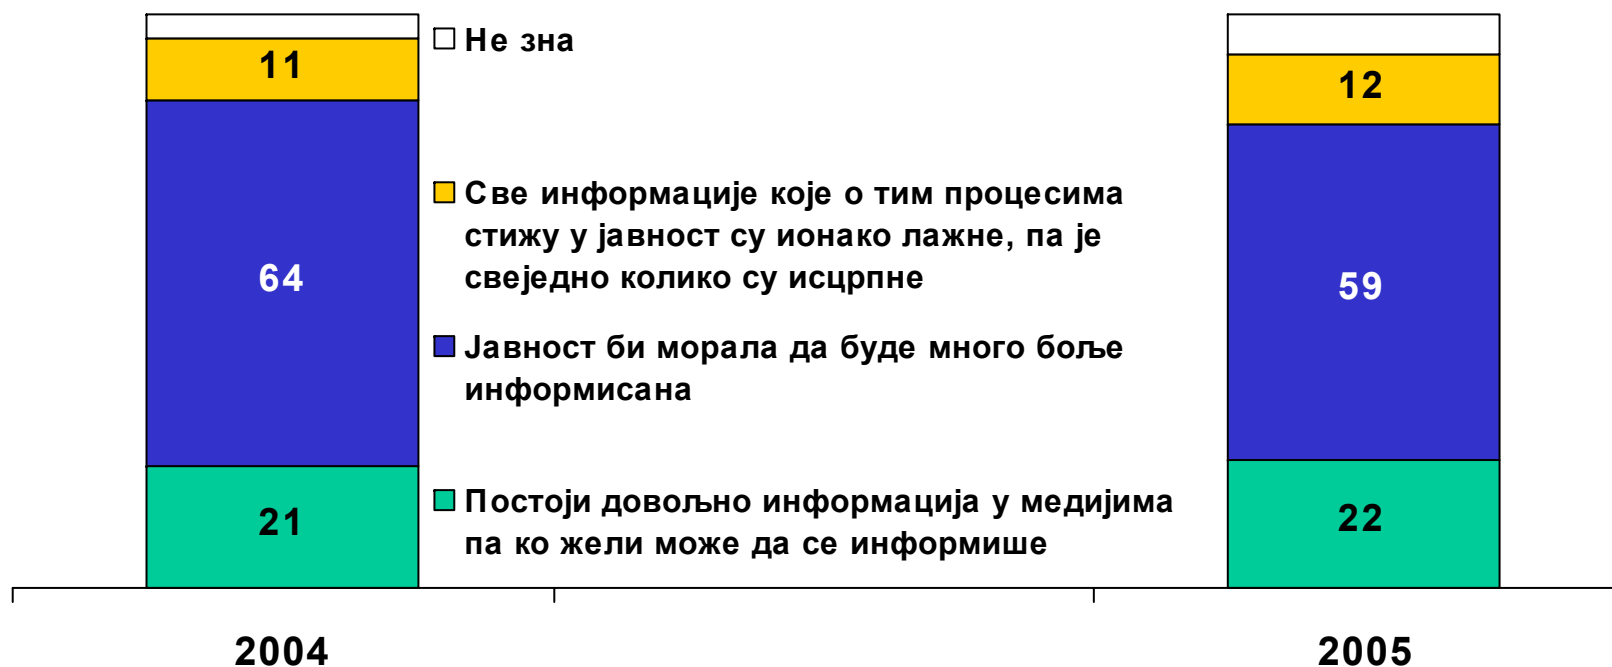 Не зна
11
12
Све информације које о тим процесима
стижу у јавност су ионако лажне, па је
свеједно колико су исцрпне
64
59
Јавност би морала да буде много боље
информисана
Постоји довољно информација у медијима
па ко жели може да се информише
21
22
2004
2005